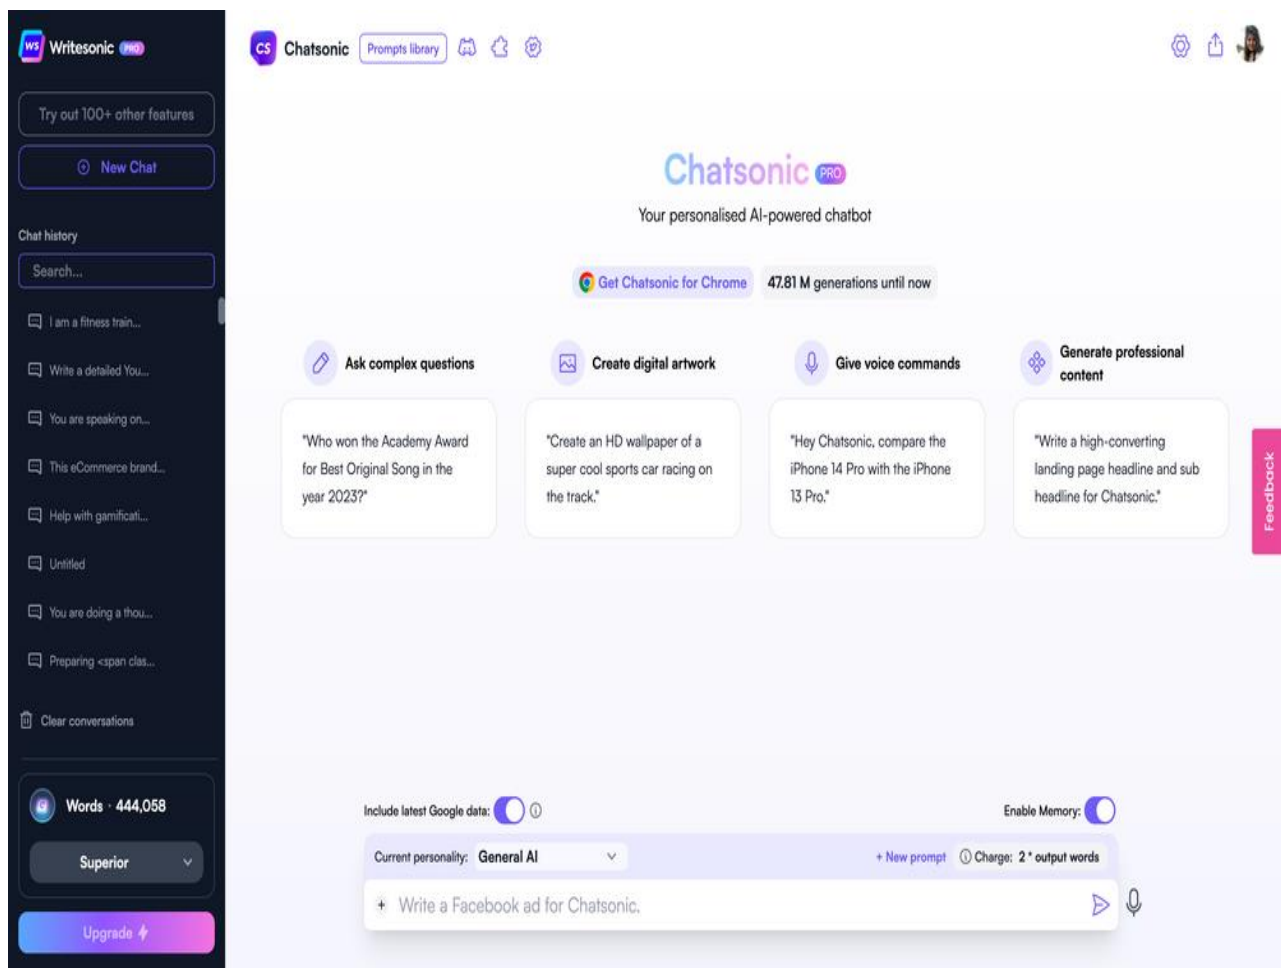 WS Writesonic PRO
Try out 100+ other features
New Chat
Chat history
Search...
I am a fitness train...
Write a detailed You...
You are speaking on...
This eCommerce brand...
Help with gamificati...
Untitled
You are doing a thou...
Preparing <span clas...
Clear conversations
Words · 444,058
Superior
Upgrade
CS Chatsonic Prompts library
Chatsonic PRO
Your personalised AI-powered chatbot
Get Chatsonic for Chrome 47.81 M generations until now
Ask complex questions
"Who won the Academy Award
for Best Original Song in the
year 2023?"
Create digital artwork
"Create an HD wallpaper of a
super cool sports car racing on
the track."
Give voice commands
"Hey Chatsonic, compare the
iPhone 14 Pro with the iPhone
13 Pro."
Generate professional
content
"Write a high-converting
landing page headline and sub
headline for Chatsonic."
Feedback
Include latest Google data: Enable Memory:
Current personality: General AI + New prompt Charge: 2 * output words
+ Write a Facebook ad for Chatsonic.